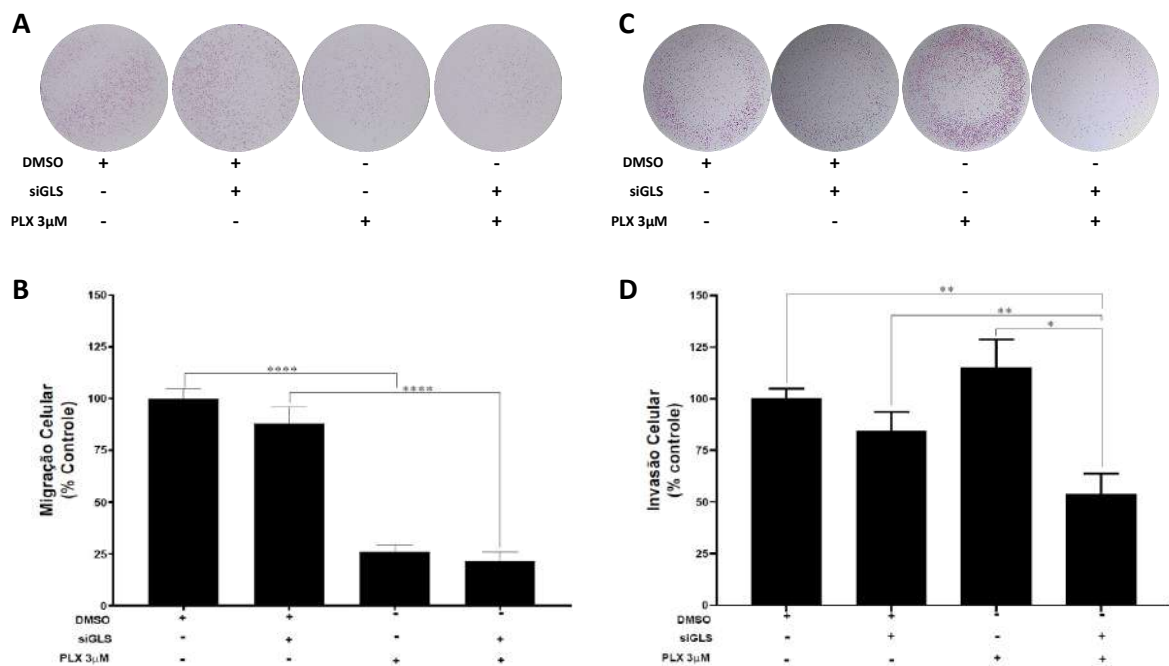 A
DMSO + + - -
siGLS - + - +
PLX 3µM - - + +
C
DMSO + + - -
siGLS - + - +
PLX 3µM - - + +
B
Migração Celular
(% Controle)
150
125
100
75
50
25
0
****
****
DMSO + + - -
siGLS - + - +
PLX 3µM - - + +
D
Invasão Celular
(% controle)
150
125
100
75
50
25
0
**
**
*
DMSO + + - -
siGLS - + - +
PLX 3µM - - + +